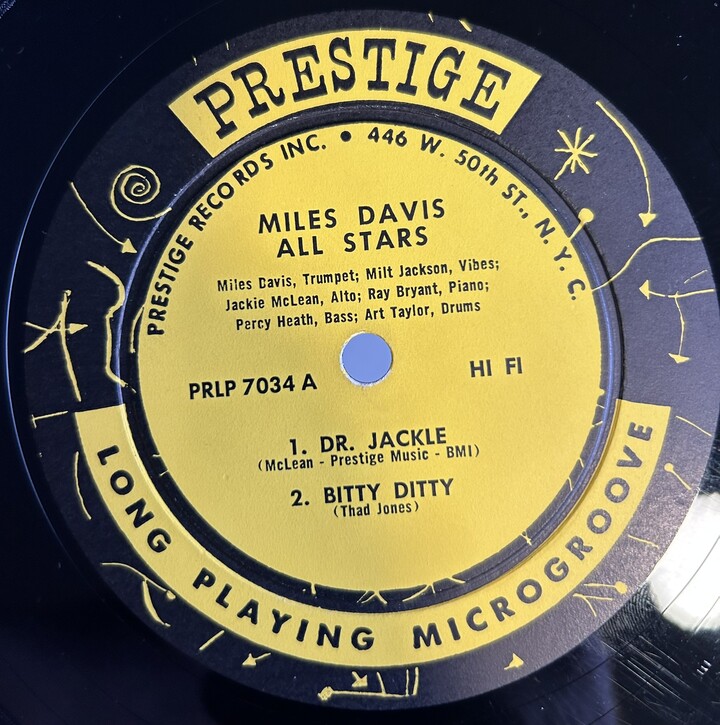 PRESTIGE
PRESTIGE RECORDS INC. • 446 W. 50th ST., N.Y.C.
MILES DAVIS
ALL STARS
Miles Davis, Trumpet; Milt Jackson, Vibes;
Jackie McLean, Alto; Ray Bryant, Piano;
Percy Heath, Bass; Art Taylor, Drums
PRLP 7034 A
HI FI
1. DR. JACKLE
(McLean - Prestige Music - BMI)
2. BITTY DITTY
(Thad Jones)
LONG PLAYING MICROGROOVE